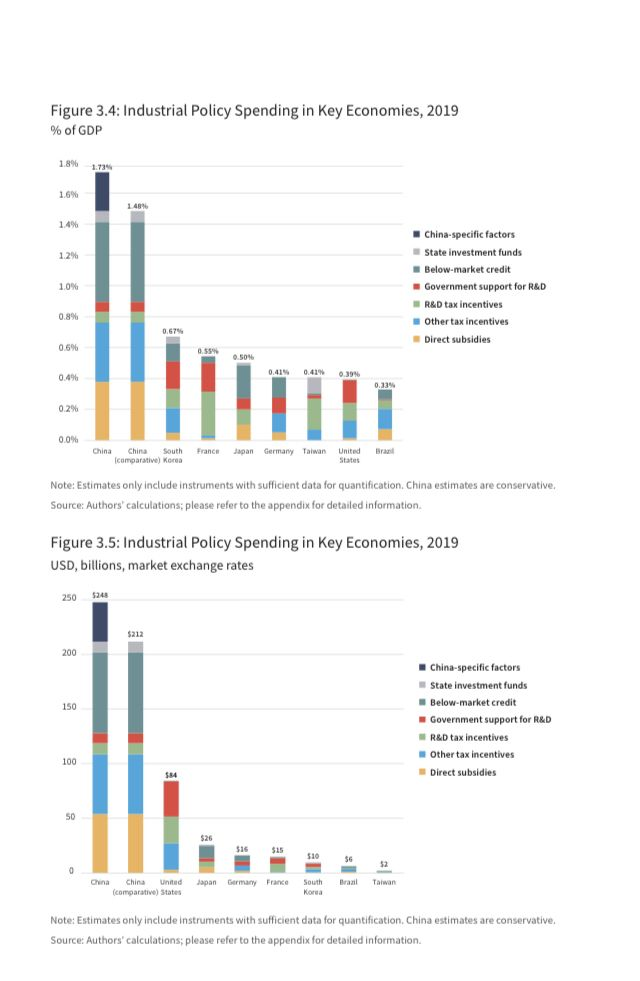 Figure 3.4: Industrial Policy Spending in Key Economies, 2019
% of GDP
1.8%
1.6%
1.4%
1.2%
1.0%
0.8%
0.6%
0.4%
0.2%
0.0%
1.73%
1.48%
0.67%
0.55%
0.50%
0.41%
0.41%
0.39%
0.33%
China
China (comparative)
South Korea
France
Japan
Germany
Taiwan
United States
Brazil
China-specific factors
State investment funds
Below-market credit
Government support for R&D
R&D tax incentives
Other tax incentives
Direct subsidies
Note: Estimates only include instruments with sufficient data for quantification. China estimates are conservative.
Source: Authors' calculations; please refer to the appendix for detailed information.
Figure 3.5: Industrial Policy Spending in Key Economies, 2019
USD, billions, market exchange rates
250
200
150
100
50
0
$248
$212
$84
$26
$16
$15
$10
$6
$2
China
China (comparative)
United States
Japan
Germany
France
South Korea
Brazil
Taiwan
China-specific factors
State investment funds
Below-market credit
Government support for R&D
R&D tax incentives
Other tax incentives
Direct subsidies
Note: Estimates only include instruments with sufficient data for quantification. China estimates are conservative.
Source: Authors' calculations; please refer to the appendix for detailed information.